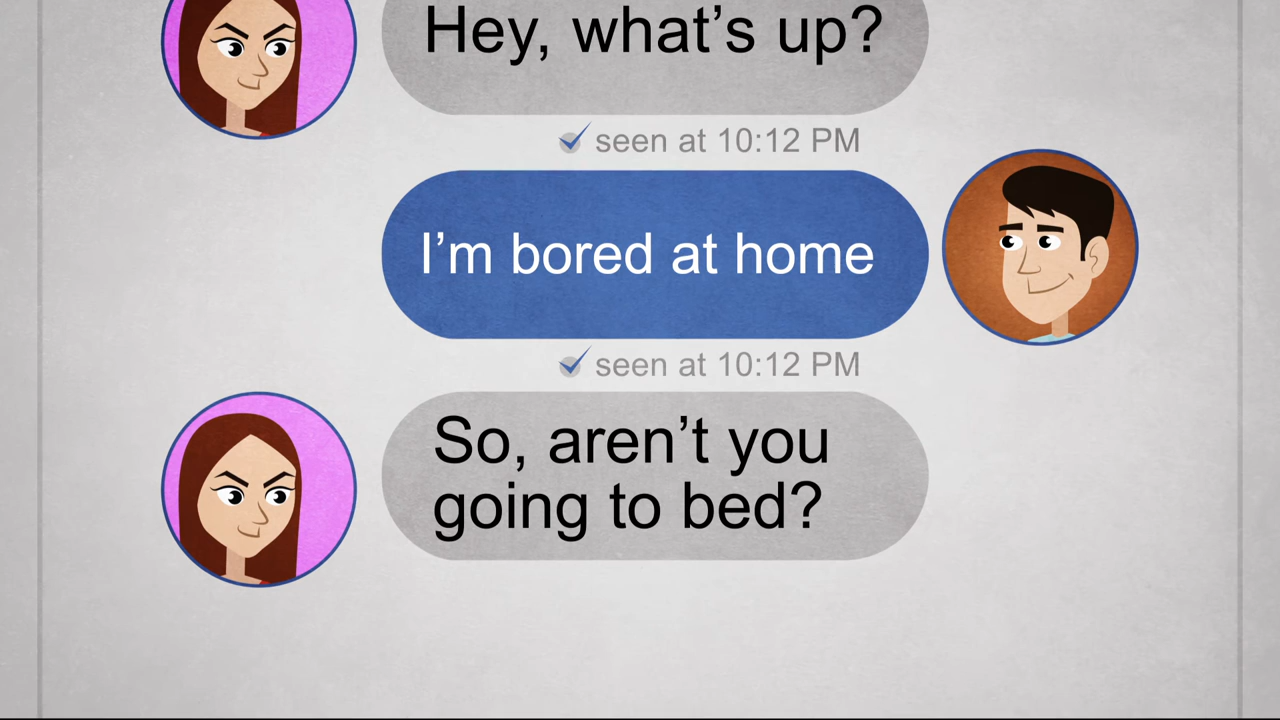 Hey, what’s up?
seen at 10:12 PM
I’m bored at home
seen at 10:12 PM
So, aren’t you
going to bed?